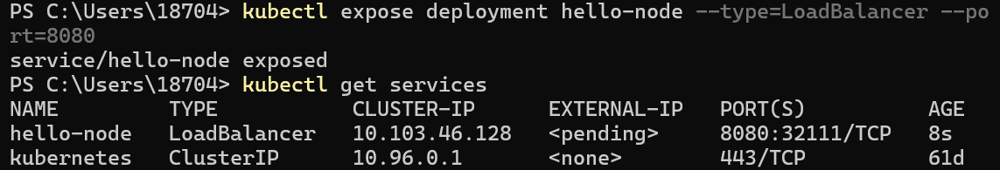 PS C:\Users\18704> kubectl expose deployment hello-node --type=LoadBalancer --po
rt=8080
service/hello-node exposed
PS C:\Users\18704> kubectl get services
NAME         TYPE           CLUSTER-IP      EXTERNAL-IP   PORT(S)          AGE
hello-node   LoadBalancer   10.103.46.128   <pending>     8080:32111/TCP   8s
kubernetes   ClusterIP      10.96.0.1       <none>        443/TCP          61d